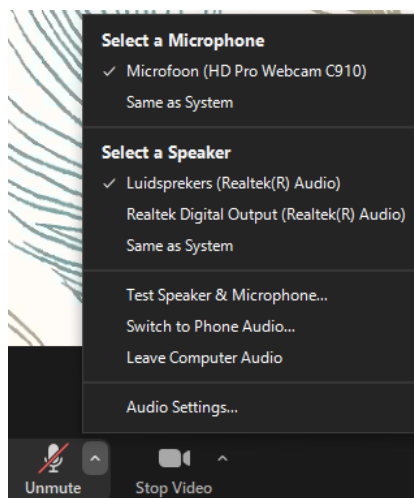 Select a Microphone
Microfoon (HD Pro Webcam C910)
Same as System
Select a Speaker
Luidsprekers (Realtek(R) Audio)
Realtek Digital Output (Realtek(R) Audio)
Same as System
Test Speaker & Microphone...
Switch to Phone Audio...
Leave Computer Audio
Audio Settings...
Unmute
Stop Video